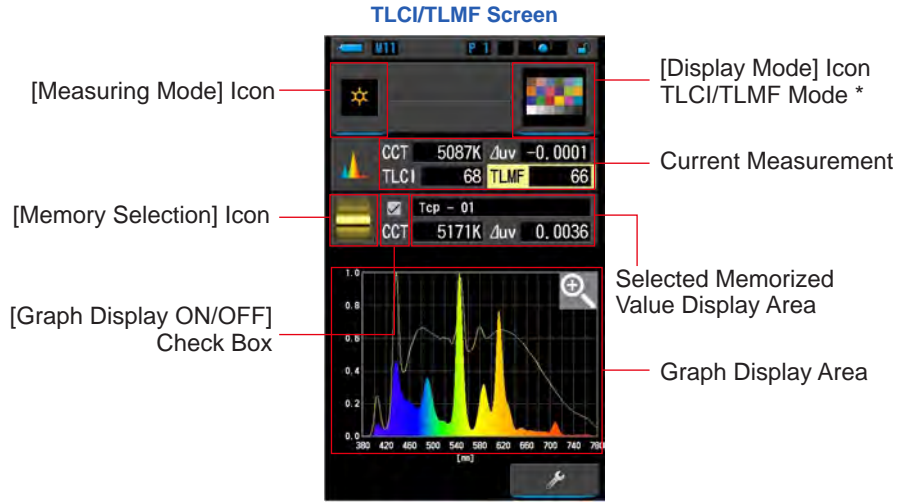 TLCI/TLMF Screen
M11 P 1
[Measuring Mode] Icon
[Display Mode] Icon
TLCI/TLMF Mode *
CCT 5087K ⊿uv -0.0001
TLCI 68 TLMF 66
Current Measurement
[Memory Selection] Icon
Tcp - 01
CCT 5171K ⊿uv 0.0036
Selected Memorized
Value Display Area
[Graph Display ON/OFF]
Check Box
Graph Display Area
1.0
0.8
0.6
0.4
0.2
0.0
380 420 460 500 540 580 620 660 700 740 780
[nm]